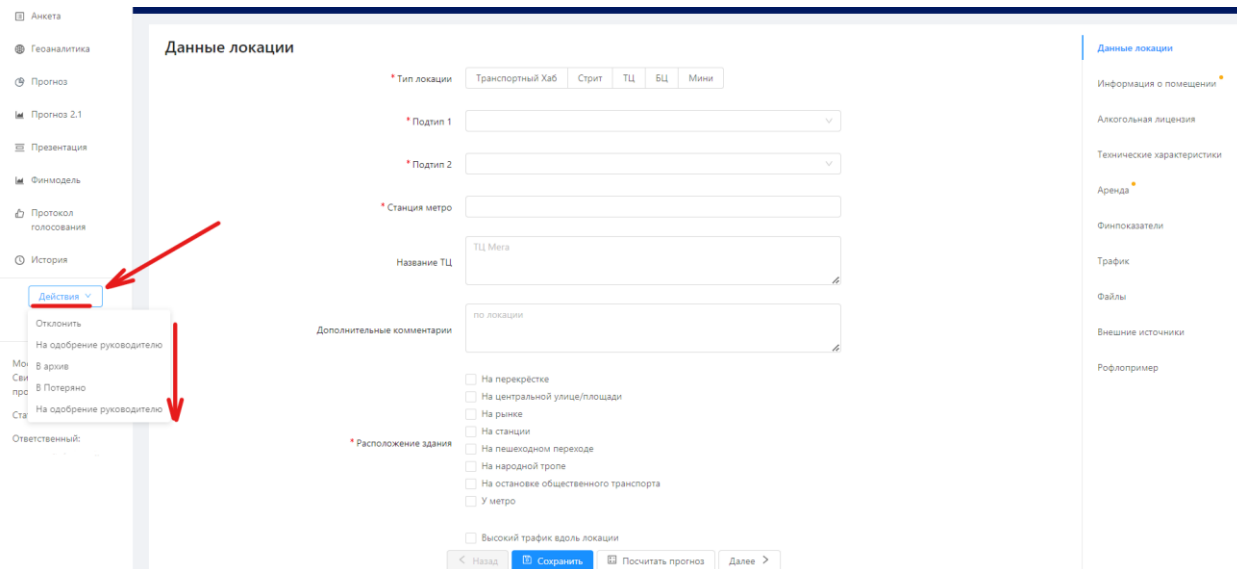 Анкета
Геоаналитика
Прогноз
Прогноз 2.1
Презентация
Финмодель
Протокол
голосования
История
Действия
Отклонить
На одобрение руководителю
В архив
В Потеряно
На одобрение руководителю
Ответственный:
Данные локации
* Тип локации
Транспортный Хаб Стрит ТЦ БЦ Мини
* Подтип 1
* Подтип 2
* Станция метро
Название ТЦ
ТЦ Мега
Дополнительные комментарии
по локации
* Расположение здания
На перекрёстке
На центральной улице/площади
На рынке
На станции
На пешеходном переходе
На народной тропе
На остановке общественного транспорта
У метро
Высокий трафик вдоль локации
Назад Сохранить Посчитать прогноз Далее
Данные локации
Информация о помещении
Алкогольная лицензия
Технические характеристики
Аренда
Финпоказатели
Трафик
Файлы
Внешние источники
Рофлопример